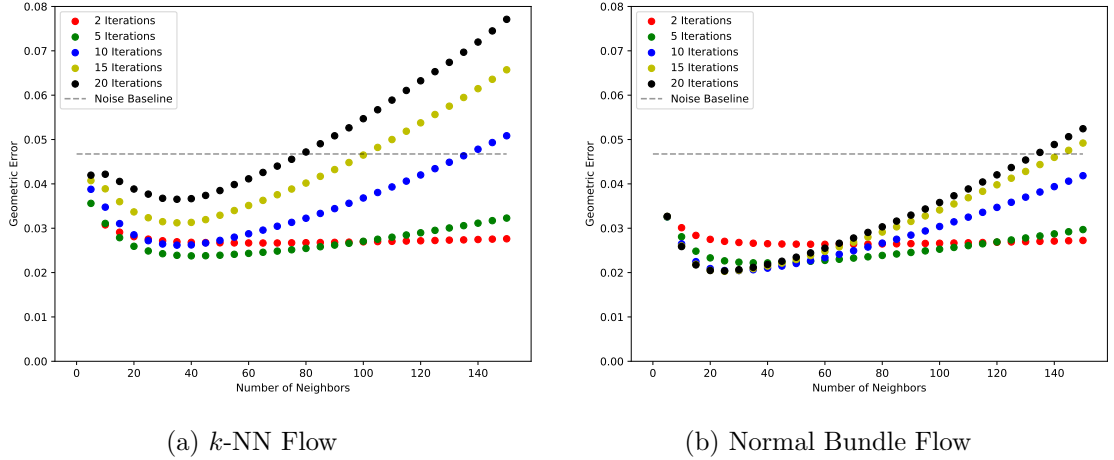 0.08
0.07
0.06
0.05
0.04
0.03
0.02
0.01
0.00
Geometric Error
2 Iterations
5 Iterations
10 Iterations
15 Iterations
20 Iterations
Noise Baseline
0 20 40 60 80 100 120 140
Number of Neighbors
(a) k-NN Flow
0.08
0.07
0.06
0.05
0.04
0.03
0.02
0.01
0.00
Geometric Error
2 Iterations
5 Iterations
10 Iterations
15 Iterations
20 Iterations
Noise Baseline
0 20 40 60 80 100 120 140
Number of Neighbors
(b) Normal Bundle Flow